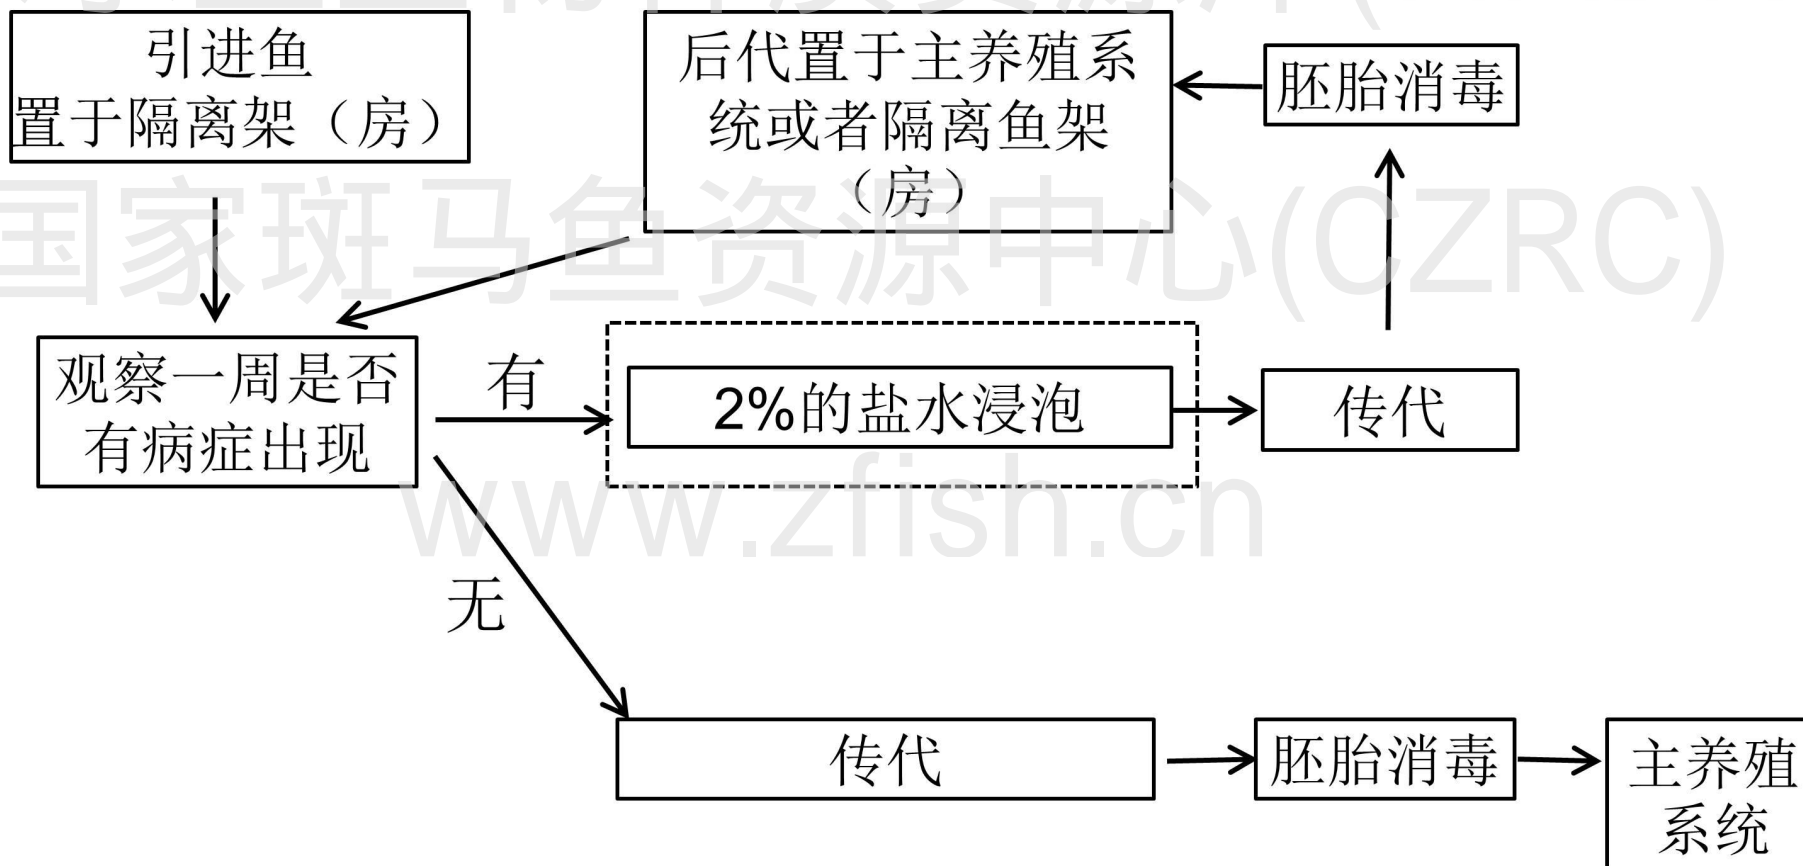 引进鱼
置于隔离架（房）
后代置于主养殖系
统或者隔离鱼架
（房）
胚胎消毒
国家斑马鱼资源中心(CZRC)
观察一周是否
有病症出现
有
2%的盐水浸泡
传代
www.zfish.cn
无
传代
胚胎消毒
主养殖
系统